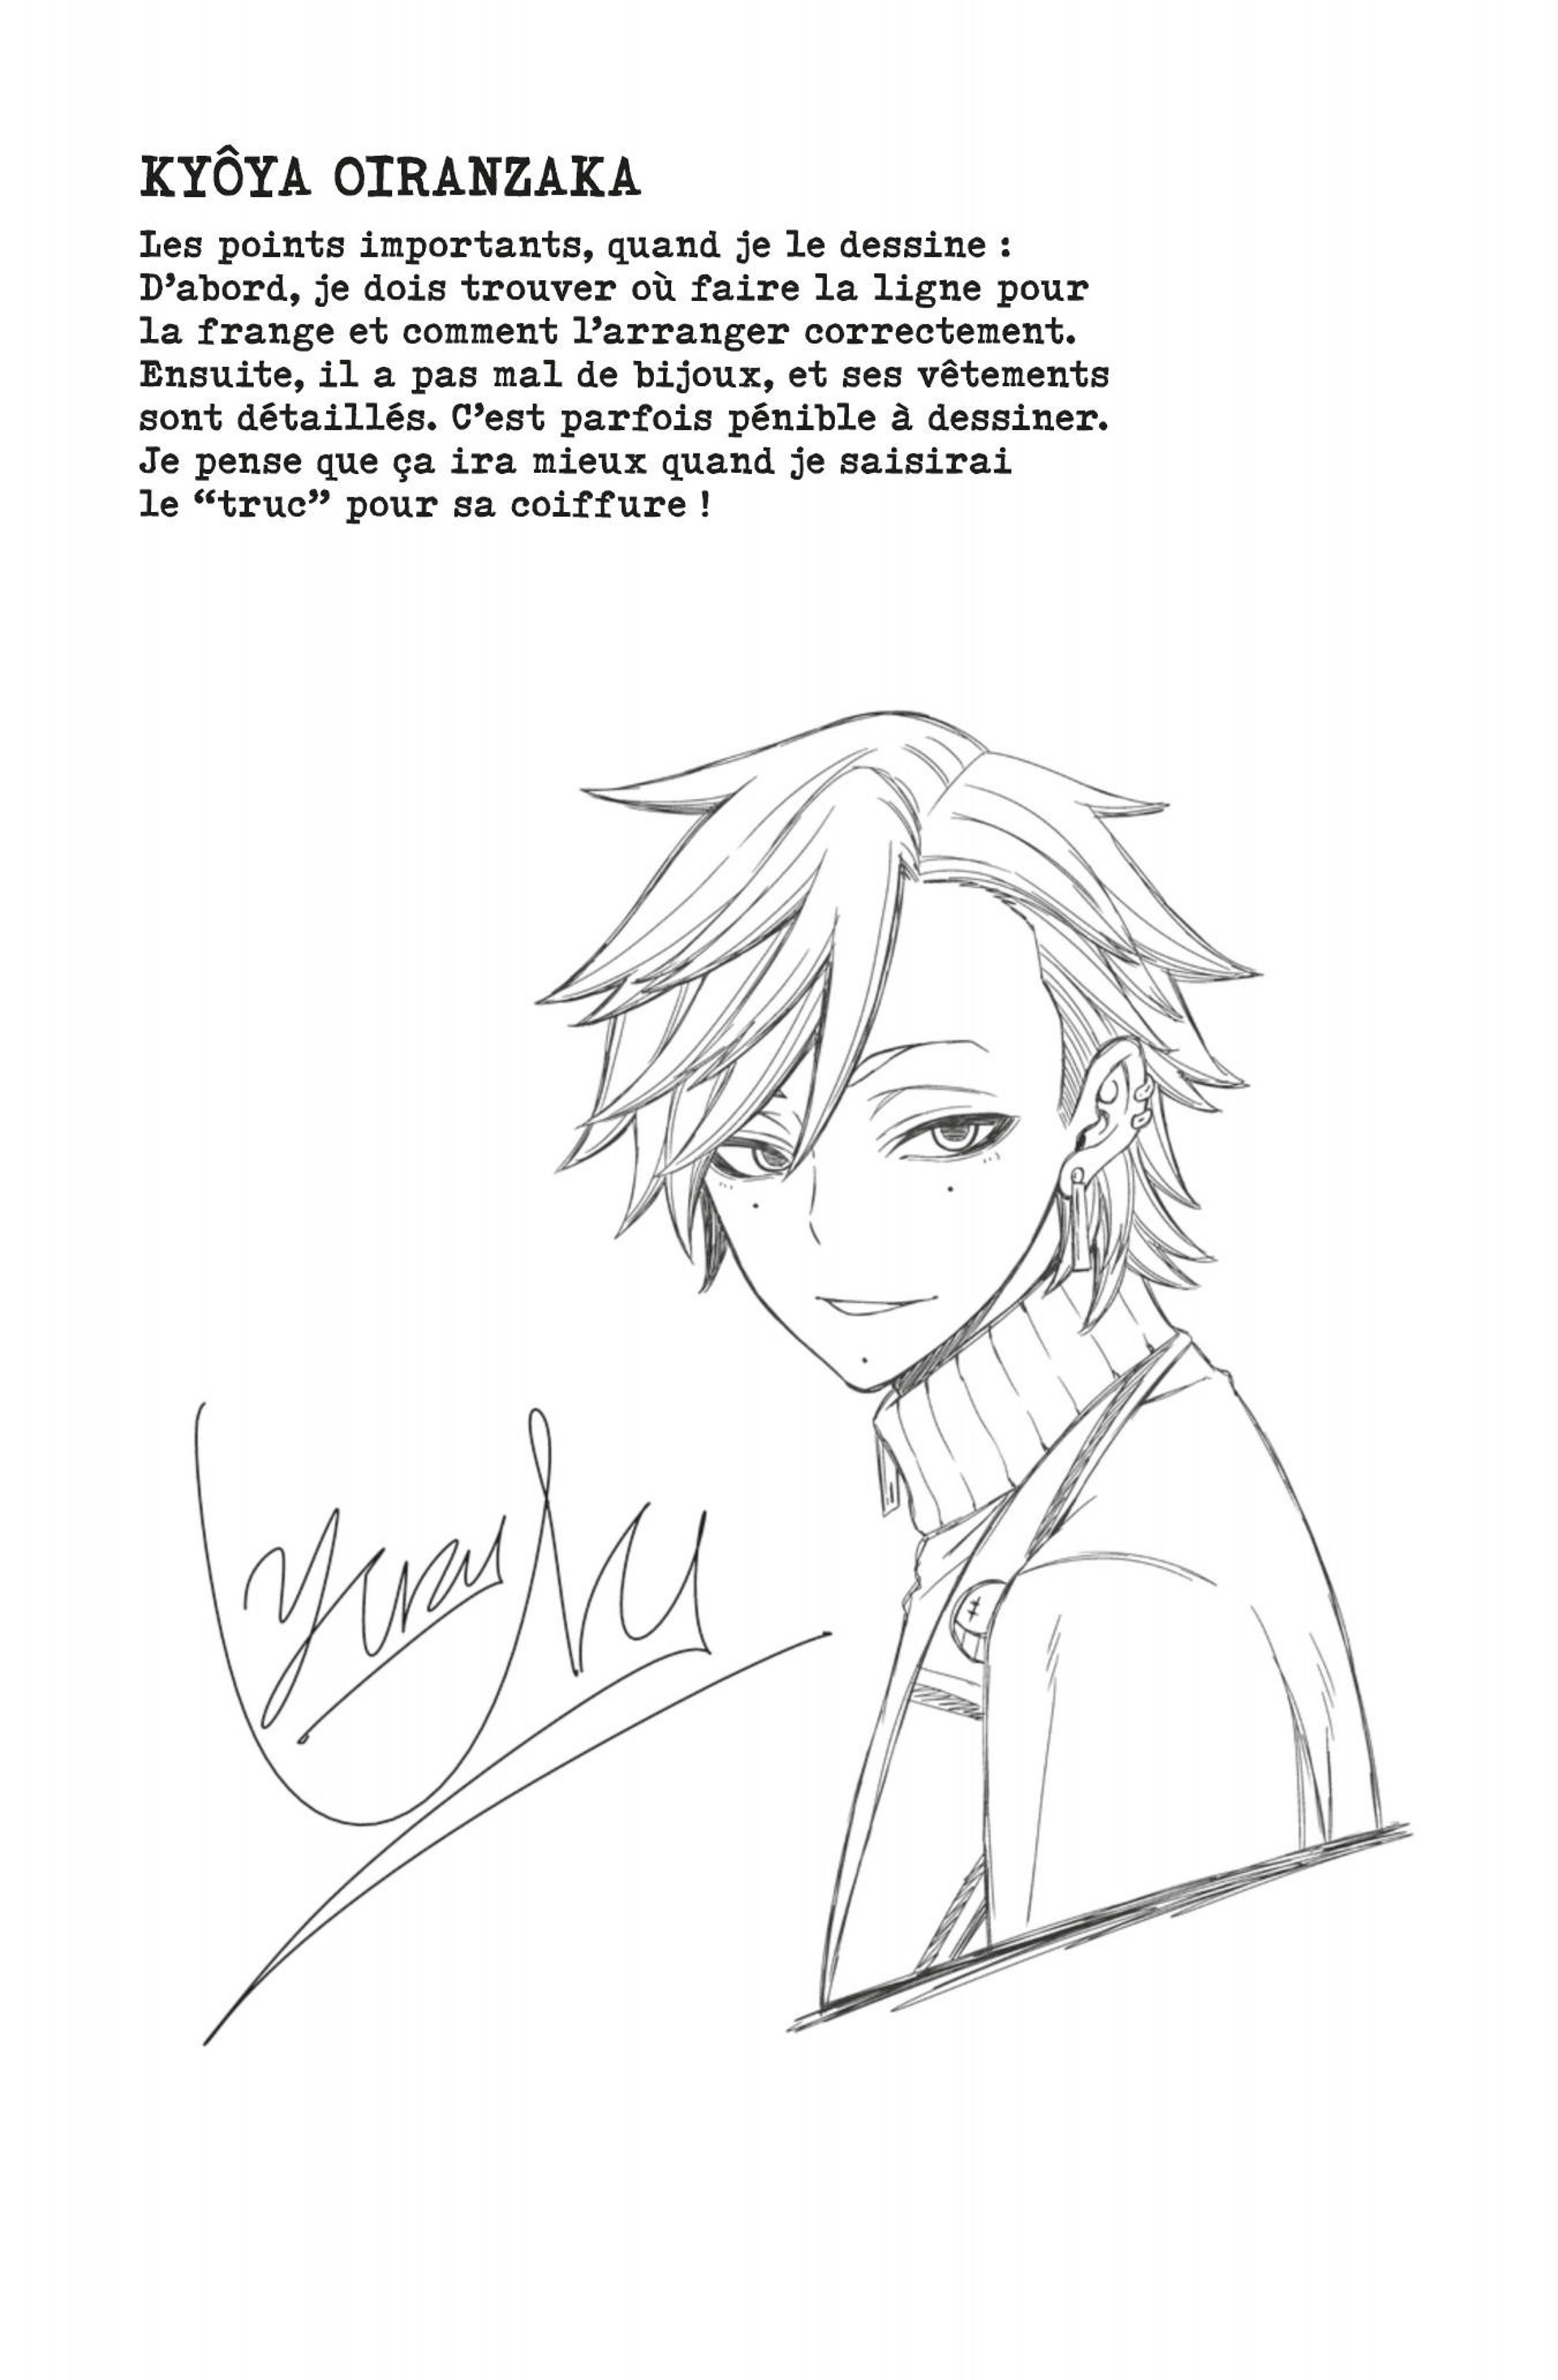 KYÔYA OIRANZAKA
Les points importants, quand je le dessine :
D’abord, je dois trouver où faire la ligne pour
la frange et comment l’arranger correctement.
Ensuite, il a pas mal de bijoux, et ses vêtements
sont détaillés. C’est parfois pénible à dessiner.
Je pense que ça ira mieux quand je saisirai
le “truc” pour sa coiffure !